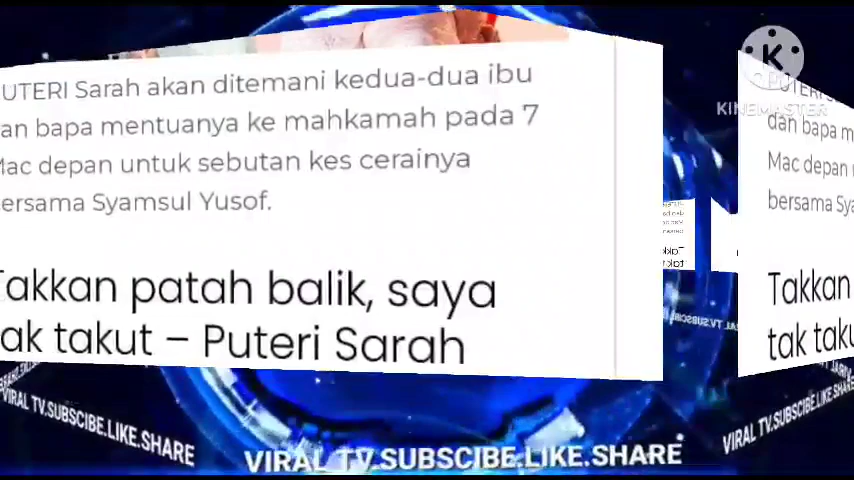 UTERI Sarah akan ditemani kedua-dua ibu
an bapa mentuanya ke mahkamah pada 7
Mac depan untuk sebutan kes cerainya
ersama Syamsul Yusof.
Takkan patah balik, saya
ak takut – Puteri Sarah
KINEMASTER
dan bapa m
Mac depan
bersama Sya
Takkan
tak taku
VIRAL TV.SUBSCIBE.LIKE.SHARE
VIRAL TV.SUBSCIBE.LIKE.SHARE
VIRAL TV.SUBSCIBE.LIKE.SHARE